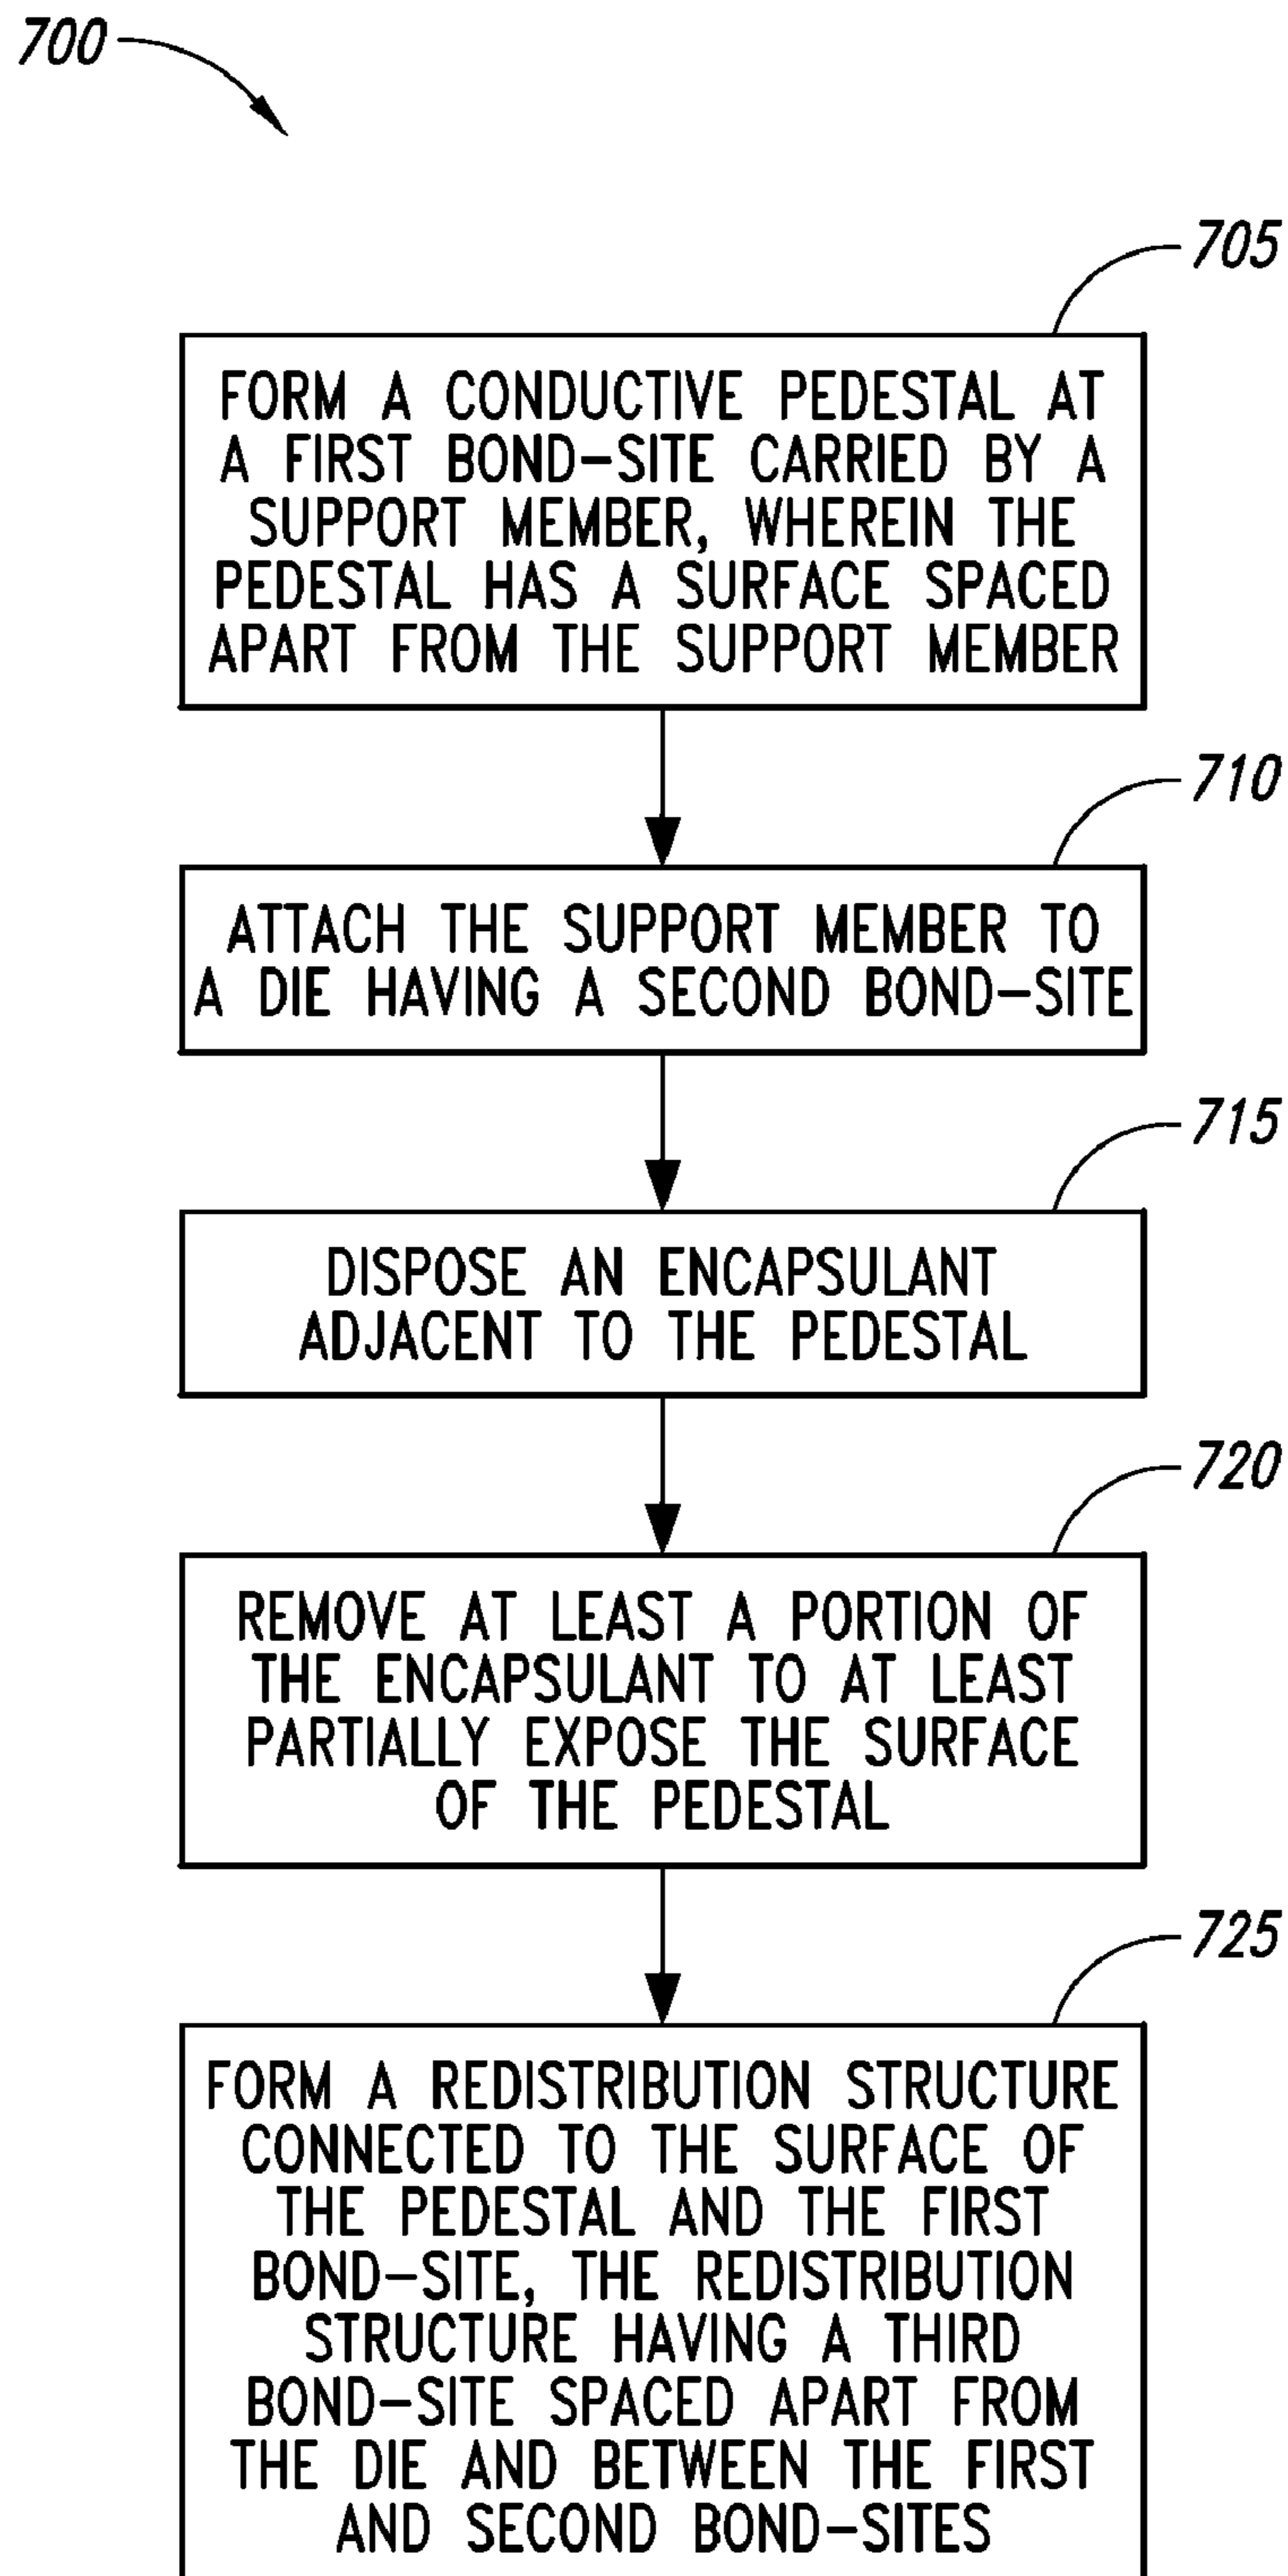 700
705
FORM A CONDUCTIVE PEDESTAL AT
A FIRST BOND-SITE CARRIED BY A
SUPPORT MEMBER, WHEREIN THE
PEDESTAL HAS A SURFACE SPACED
APART FROM THE SUPPORT MEMBER
710
ATTACH THE SUPPORT MEMBER TO
A DIE HAVING A SECOND BOND-SITE
715
DISPOSE AN ENCAPSULANT
ADJACENT TO THE PEDESTAL
720
REMOVE AT LEAST A PORTION OF
THE ENCAPSULANT TO AT LEAST
PARTIALLY EXPOSE THE SURFACE
OF THE PEDESTAL
725
FORM A REDISTRIBUTION STRUCTURE
CONNECTED TO THE SURFACE OF
THE PEDESTAL AND THE FIRST
BOND-SITE, THE REDISTRIBUTION
STRUCTURE HAVING A THIRD
BOND-SITE SPACED APART FROM
THE DIE AND BETWEEN THE FIRST
AND SECOND BOND-SITES